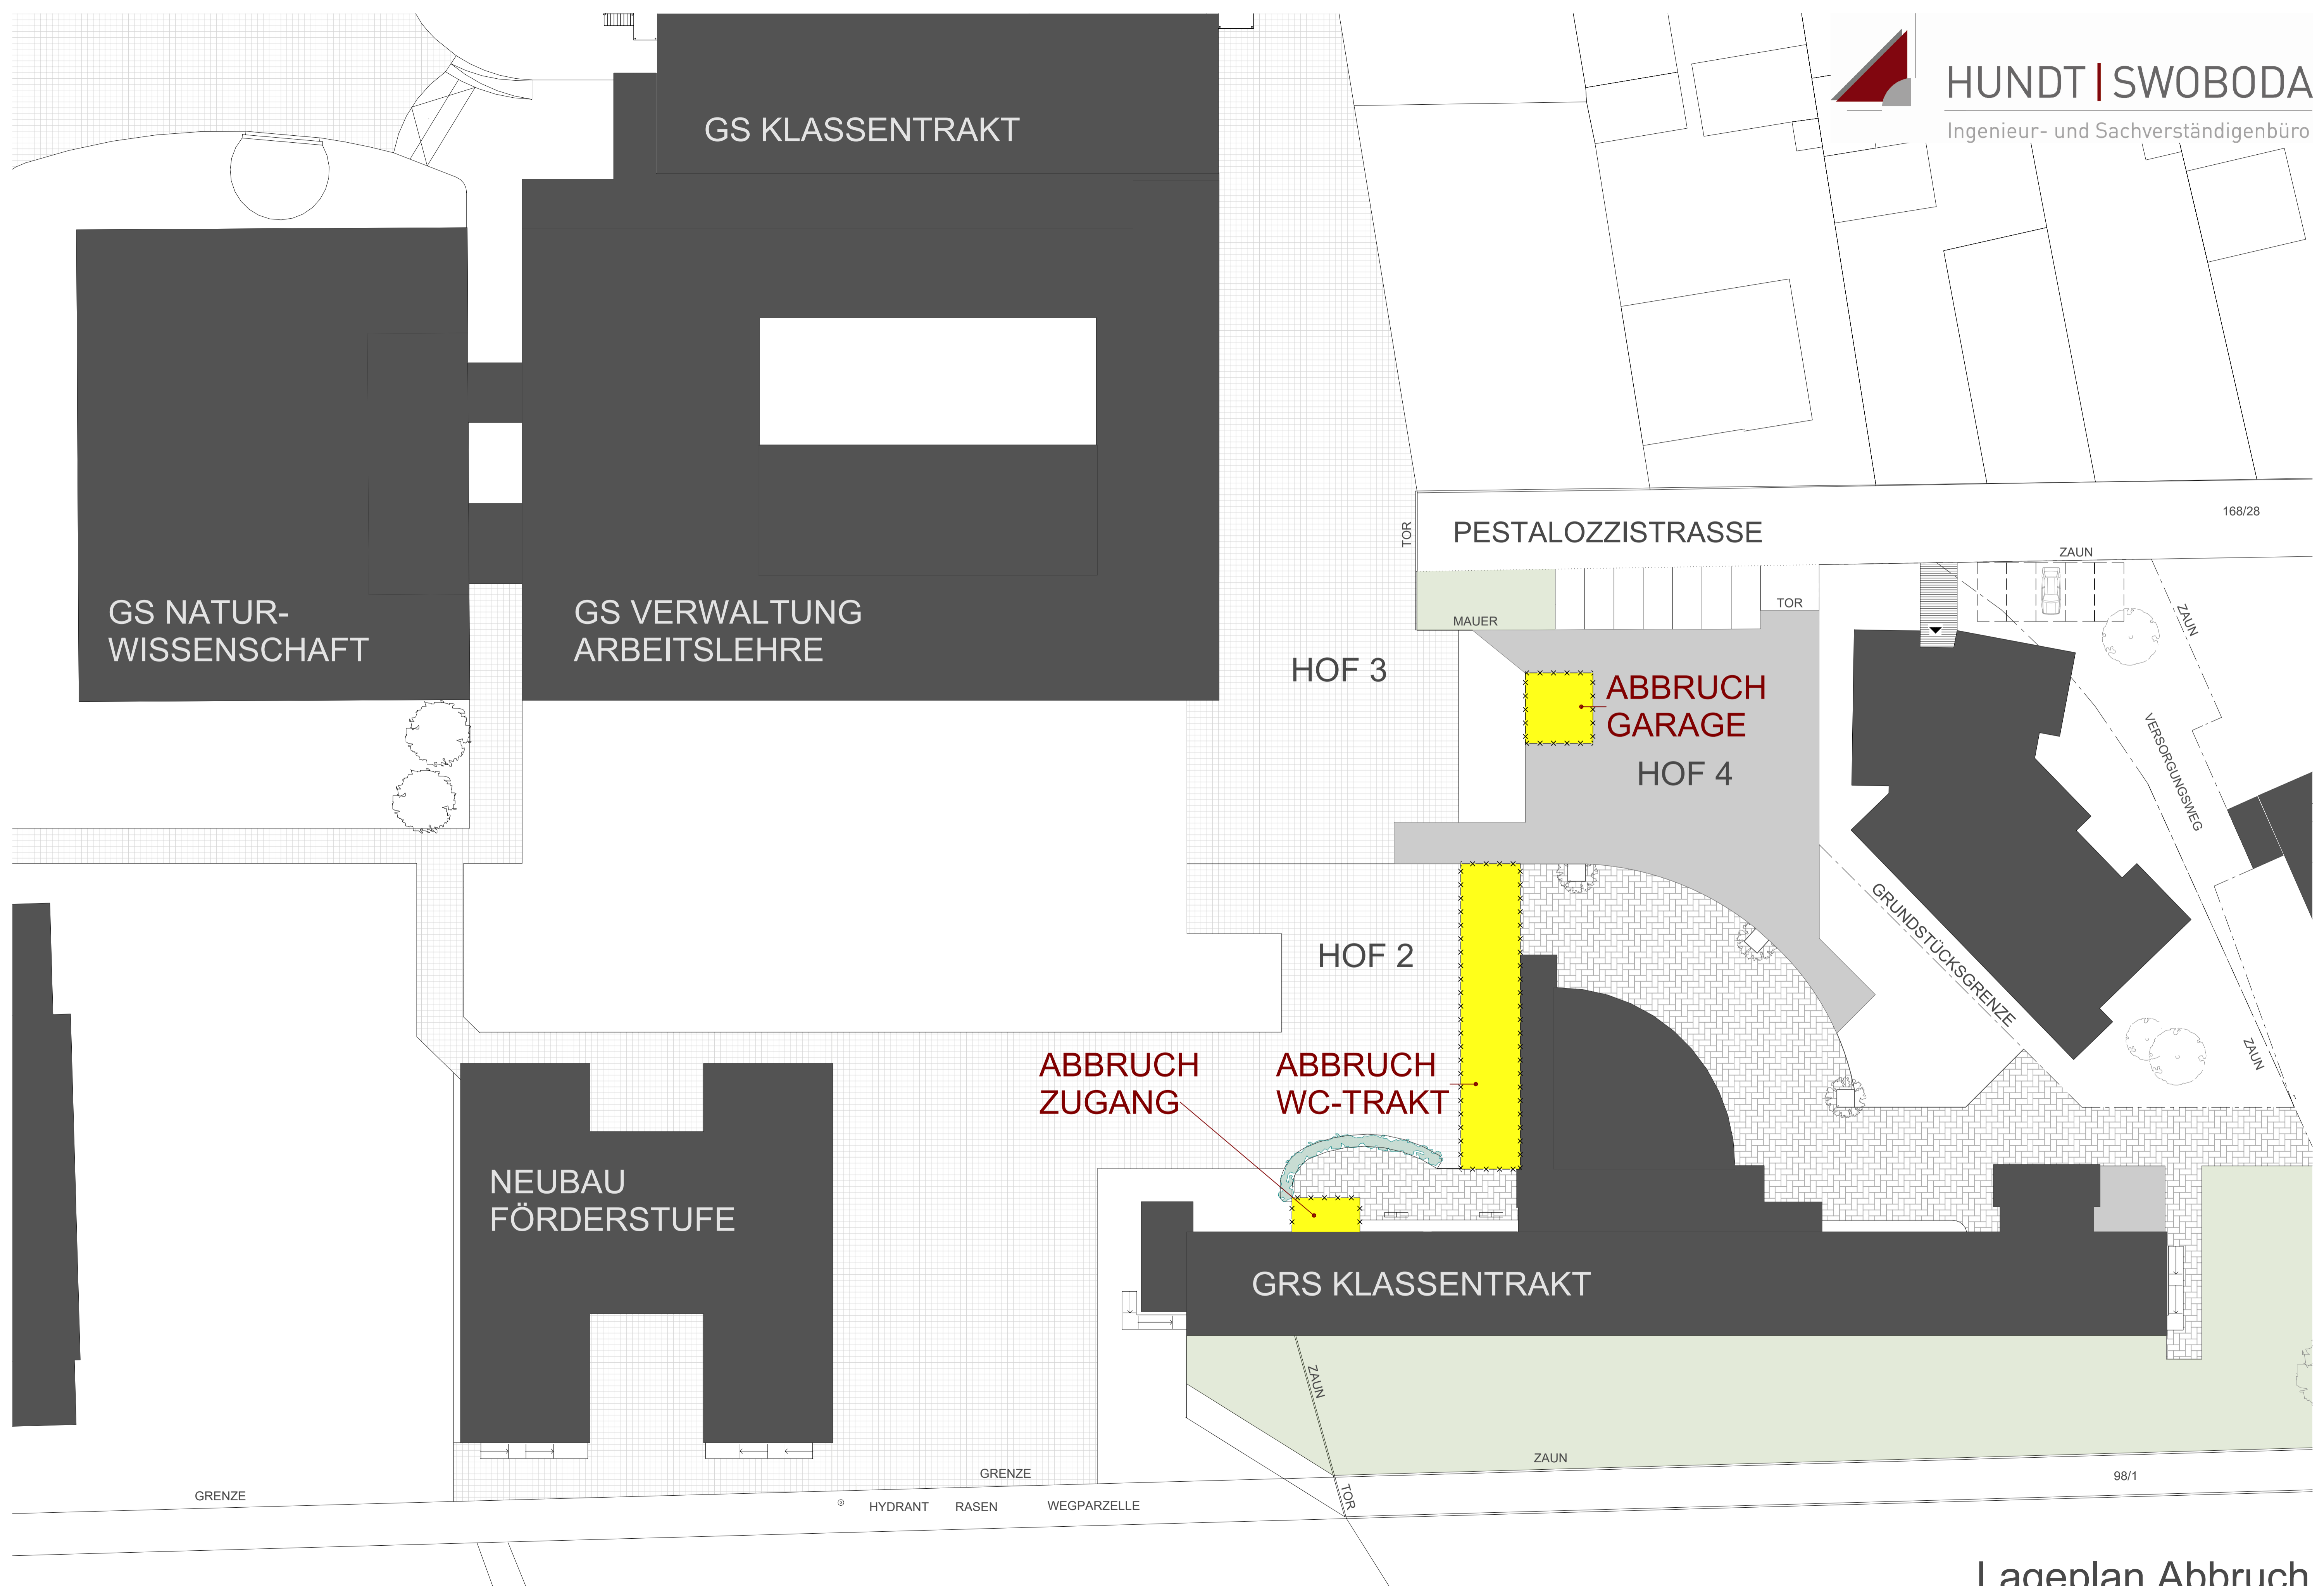 HUNDT | SWOBODA
Ingenieur- und Sachverständigenbüro
GS KLASSENTRAKT
168/28
TOR
PESTALOZZISTRASSE
ZAUN
GS NATUR-
WISSENSCHAFT
GS VERWALTUNG
ARBEITSLEHRE
MAUER
TOR
ZAUN
HOF 3
ABBRUCH
GARAGE
HOF 4
VERSORGUNGSWEG
GRUNDSTÜCKSGRENZE
HOF 2
ZAUN
ABBRUCH
ZUGANG
ABBRUCH
WC-TRAKT
NEUBAU
FÖRDERSTUFE
GRS KLASSENTRAKT
ZAUN
ZAUN
GRENZE
98/1
GRENZE
TOR
HYDRANT
RASEN
WEGPARZELLE
Lageplan Abbruch